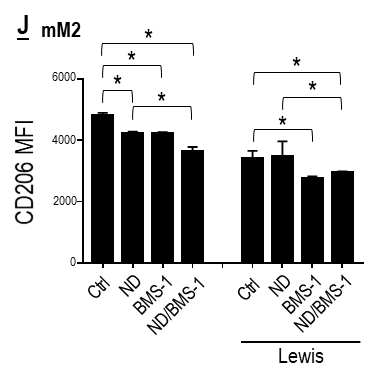 J mM2
* * * *
* * *
CD206 MFI
6000
4000
2000
0
Ctrl ND BMS-1 ND/BMS-1 Ctrl ND BMS-1 ND/BMS-1
Lewis